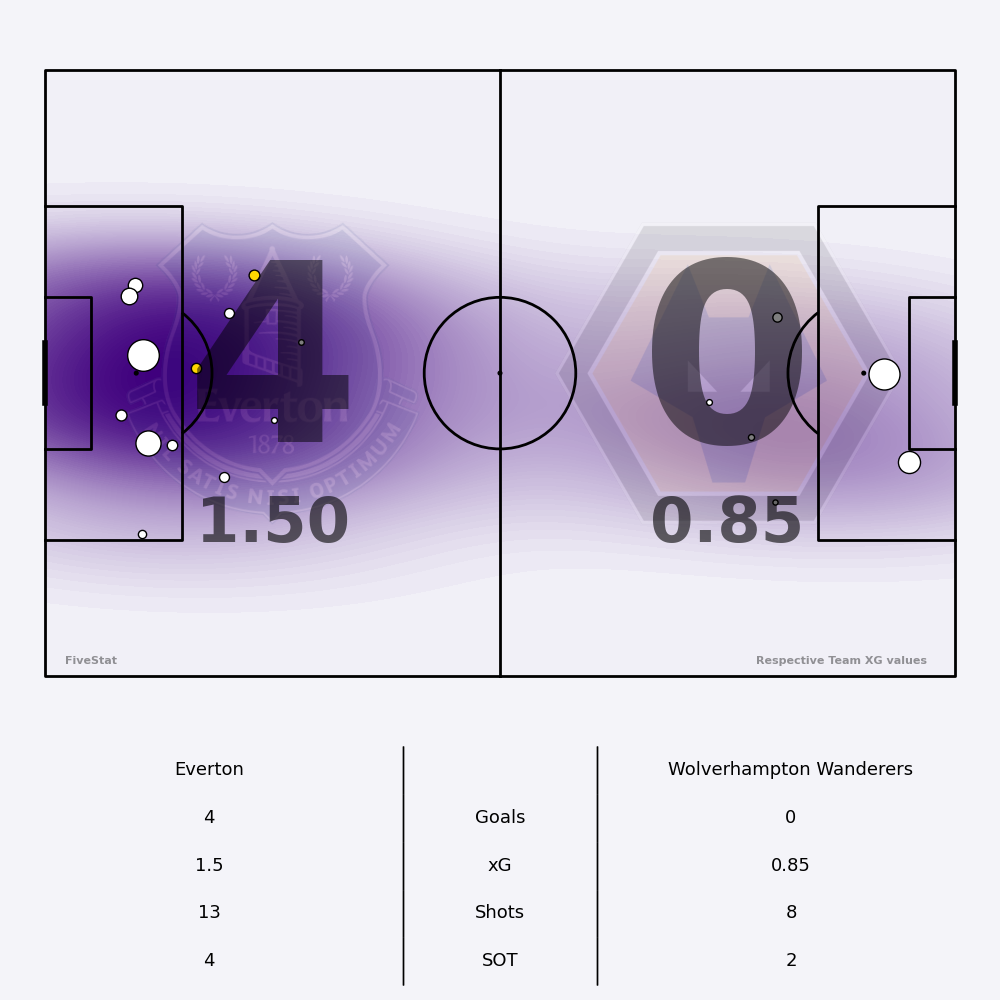 4
0
Everton
1878
NIL SATIS NISI OPTIMUM
1.50
0.85
FiveStat
Respective Team XG values
Everton Wolverhampton Wanderers
4 Goals 0
1.5 xG 0.85
13 Shots 8
4 SOT 2